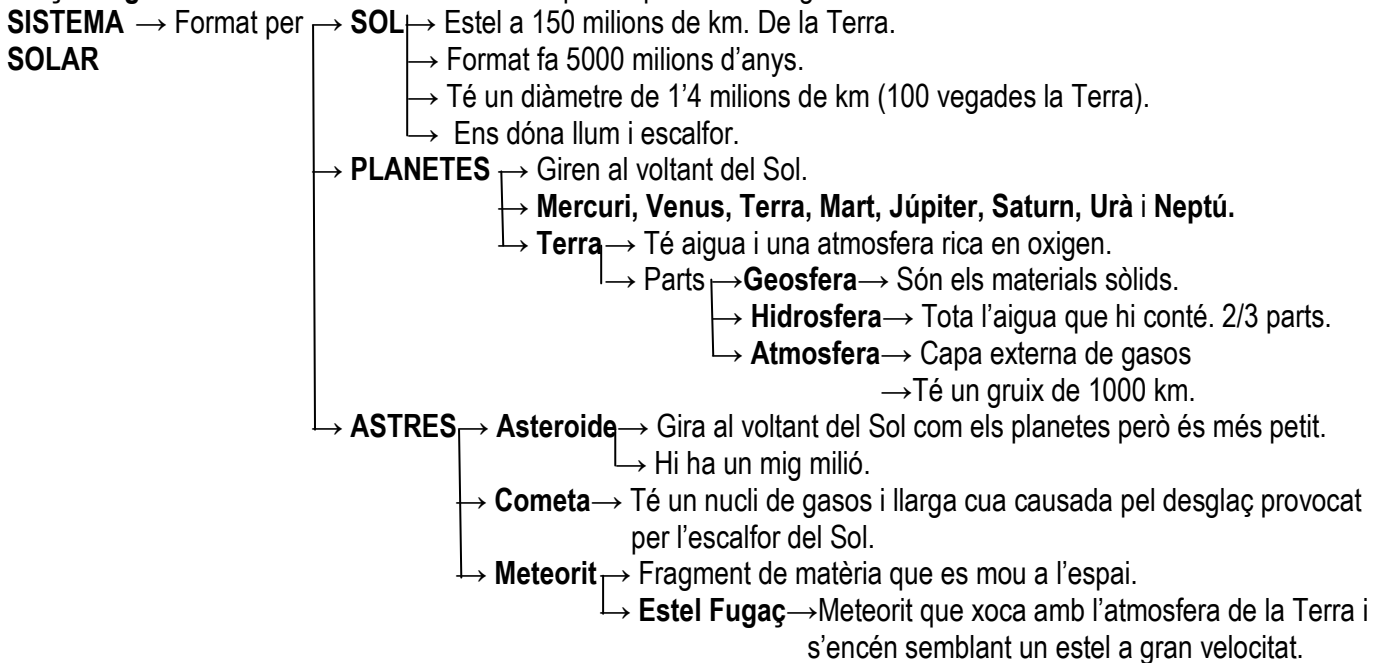 SISTEMA → Format per → SOL → Estel a 150 milions de km. De la Terra.
SOLAR → Format fa 5000 milions d'anys.
→ Té un diàmetre de 1'4 milions de km (100 vegades la Terra).
→ Ens dóna llum i escalfor.
→ PLANETES → Giren al voltant del Sol.
→ Mercuri, Venus, Terra, Mart, Júpiter, Saturn, Urà i Neptú.
→ Terra → Té aigua i una atmosfera rica en oxigen.
→ Parts → Geosfera → Són els materials sòlids.
→ Hidrosfera → Tota l'aigua que hi conté. 2/3 parts.
→ Atmosfera → Capa externa de gasos
→Té un gruix de 1000 km.
→ ASTRES → Asteroide → Gira al voltant del Sol com els planetes però és més petit.
→ Hi ha un mig milió.
→ Cometa → Té un nucli de gasos i llarga cua causada pel desglaç provocat
per l'escalfor del Sol.
→ Meteorit → Fragment de matèria que es mou a l'espai.
→ Estel Fugaç →Meteorit que xoca amb l'atmosfera de la Terra i
s'encén semblant un estel a gran velocitat.